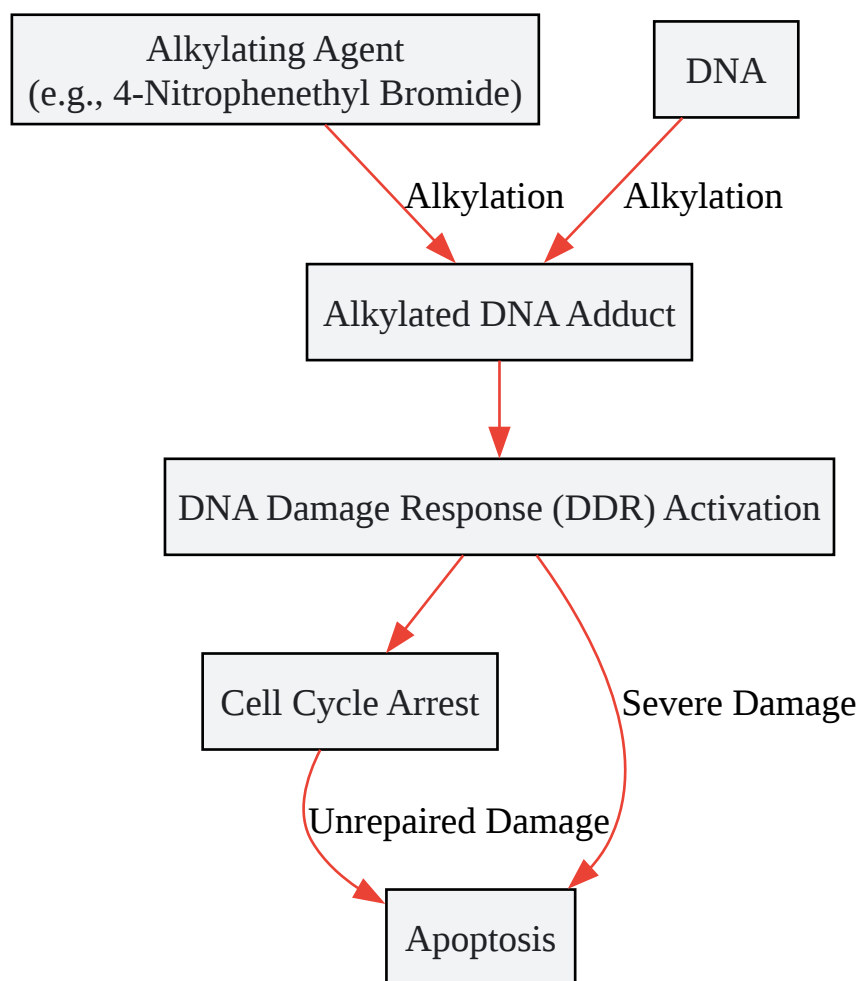 Alkylating Agent
(e.g., 4-Nitrophenethyl Bromide)
DNA
Alkylation
Alkylation
Alkylated DNA Adduct
DNA Damage Response (DDR) Activation
Cell Cycle Arrest
Severe Damage
Unrepaired Damage
Apoptosis